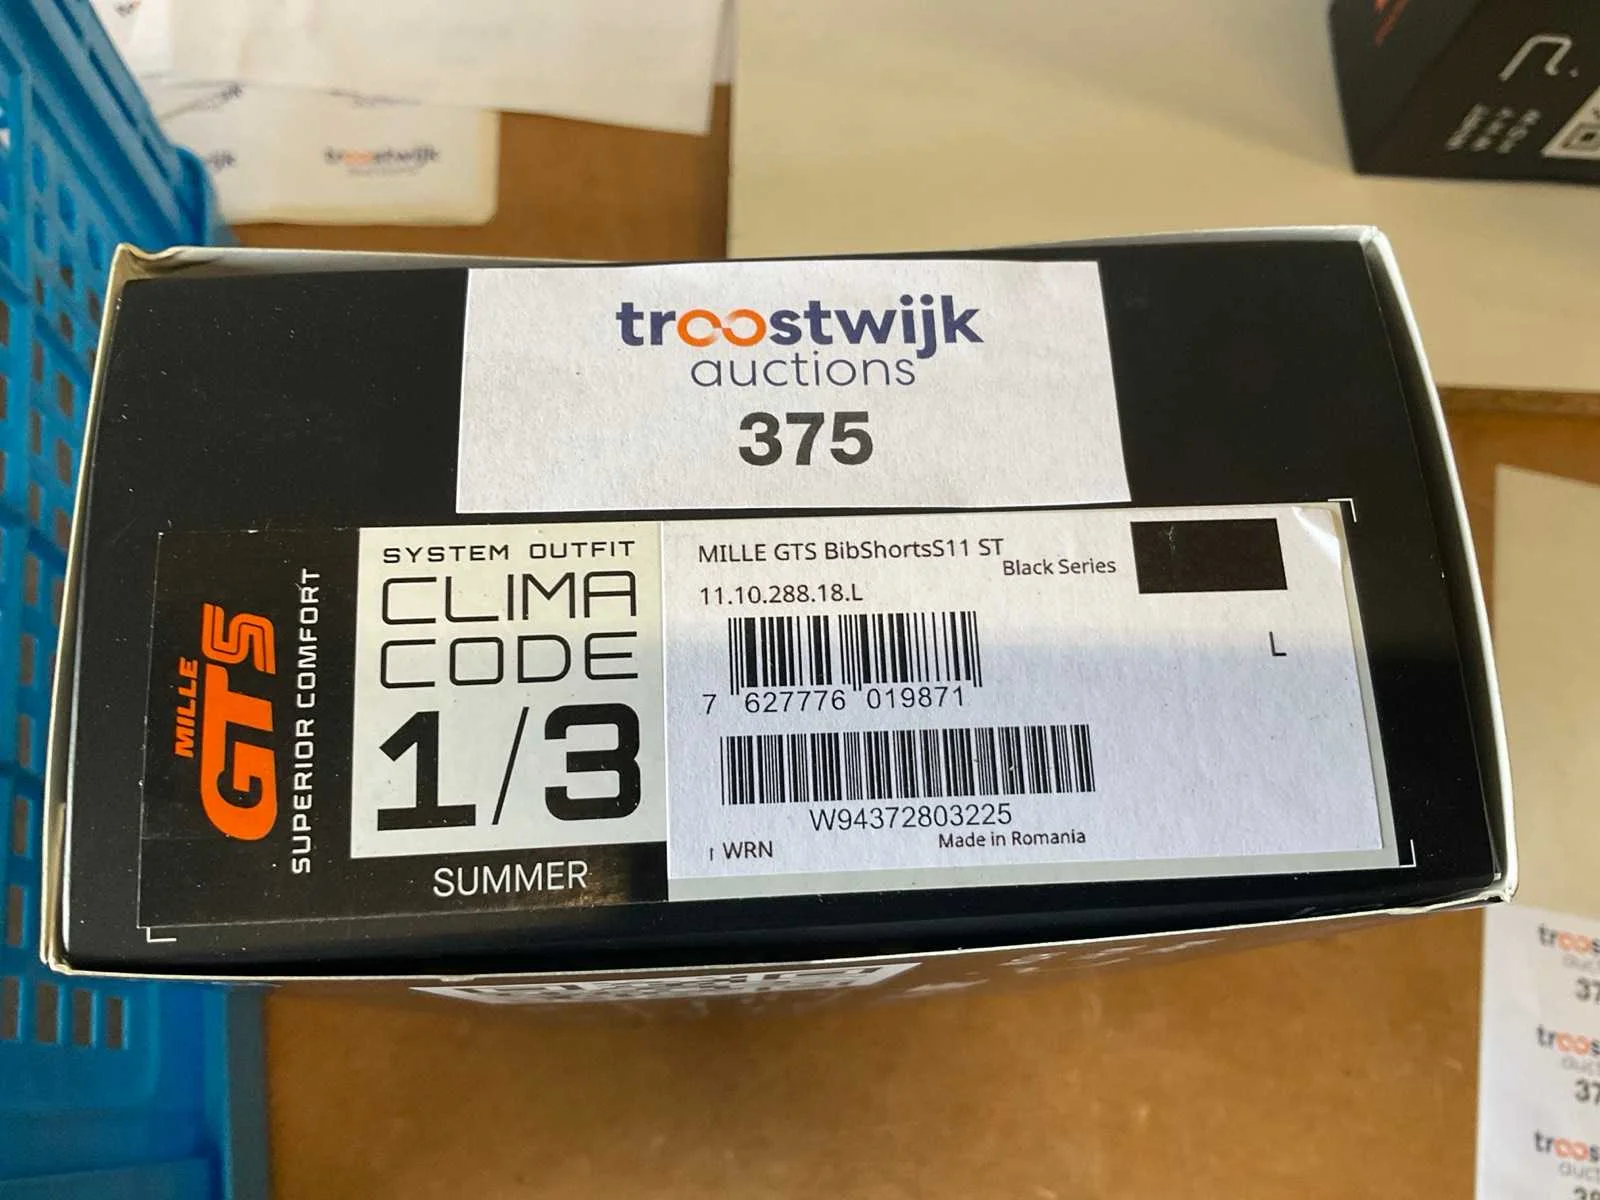 troostwijk
troostwijk
auctions
375
MILLE
GTS
SUPERIOR COMFORT
SYSTEM OUTFIT
CLIMA
CODE
1/3
SUMMER
MILLE GTS BibShortsS11 ST
Black Series
11.10.288.18.L
L
7 627776 019871
W94372803225
WRN
Made in Romania